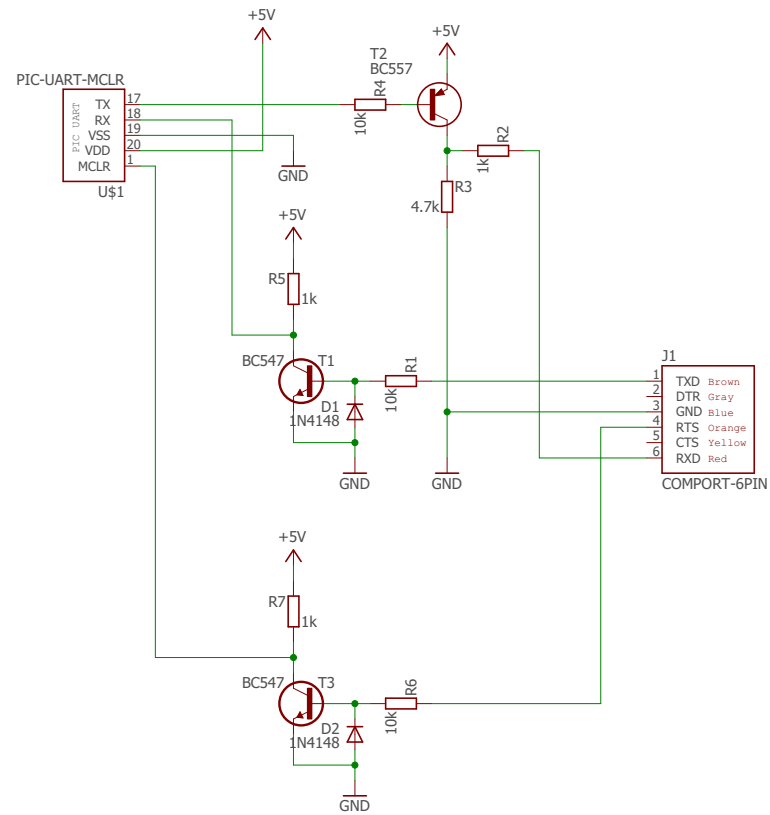 +5V
+5V
T2
BC557
PIC-UART-MCLR
PIC UART
TX 17
RX 18
VSS 19
VDD 20
MCLR 1
U$1
R4
10k
R2
1k
GND
R3
4.7k
+5V
R5
1k
BC547 T1
R1
10k
D1
1N4148
GND
GND
J1
1 TXD Brown
2 DTR Gray
3 GND Blue
4 RTS Orange
5 CTS Yellow
6 RXD Red
COMPORT-6PIN
+5V
R7
1k
BC547 T3
R6
10k
D2
1N4148
GND